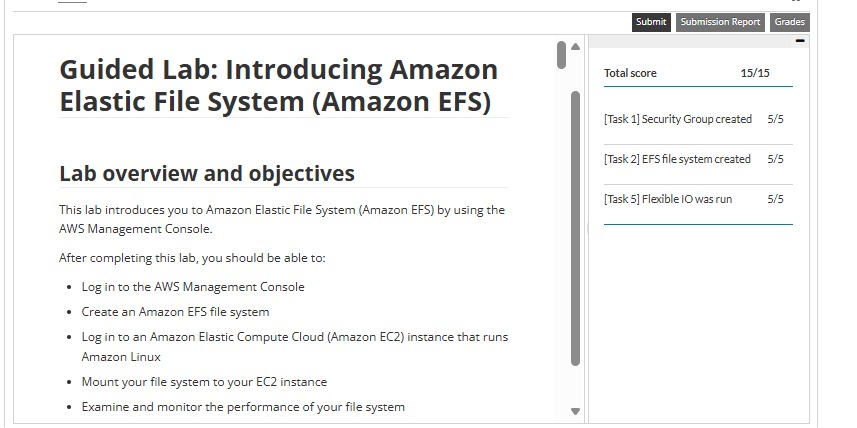 Submit Submission Report Grades
Guided Lab: Introducing Amazon
Elastic File System (Amazon EFS)
Lab overview and objectives
This lab introduces you to Amazon Elastic File System (Amazon EFS) by using the
AWS Management Console.
After completing this lab, you should be able to:
• Log in to the AWS Management Console
• Create an Amazon EFS file system
• Log in to an Amazon Elastic Compute Cloud (Amazon EC2) instance that runs
Amazon Linux
• Mount your file system to your EC2 instance
• Examine and monitor the performance of your file system
Total score 15/15
[Task 1] Security Group created 5/5
[Task 2] EFS file system created 5/5
[Task 5] Flexible IO was run 5/5